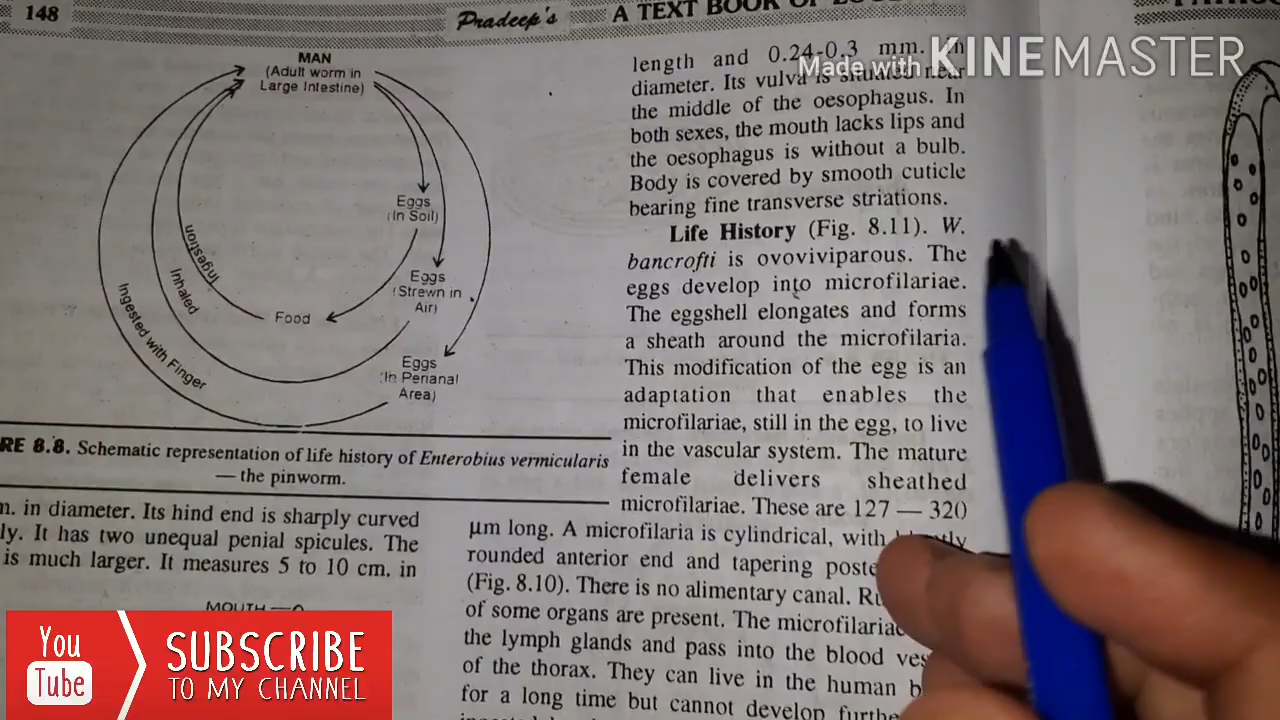 148
Pradeep's
A TEXT BOOK OF
Made with KINEMASTER
MAN
(Adult worm in
Large Intestine)
Eggs
(In Soil)
Eggs
(Strewn in
Air)
Eggs
(In Perianal
Area)
Food
Ingestion
Inhaled
Ingested with Finger
RE 8.8. Schematic representation of life history of Enterobius vermicularis
— the pinworm.
m. in diameter. Its hind end is sharply curved
ly. It has two unequal penial spicules. The
is much larger. It measures 5 to 10 cm. in
MOUTH
length and 0.24-0.3 mm. in
diameter. Its vulva is situated near
the middle of the oesophagus. In
both sexes, the mouth lacks lips and
the oesophagus is without a bulb.
Body is covered by smooth cuticle
bearing fine transverse striations.
Life History (Fig. 8.11). W.
bancrofti is ovoviviparous. The
eggs develop into microfilariae.
The eggshell elongates and forms
a sheath around the microfilaria.
This modification of the egg is an
adaptation that enables the
microfilariae, still in the egg, to live
in the vascular system. The mature
female delivers sheathed
microfilariae. These are 127 — 320
μm long. A microfilaria is cylindrical, with
rounded anterior end and tapering poste
(Fig. 8.10). There is no alimentary canal. Ru
of some organs are present. The microfilariae
the lymph glands and pass into the blood ves
of the thorax. They can live in the human b
for a long time but cannot develop furthe
You
Tube
SUBSCRIBE
TO MY CHANNEL